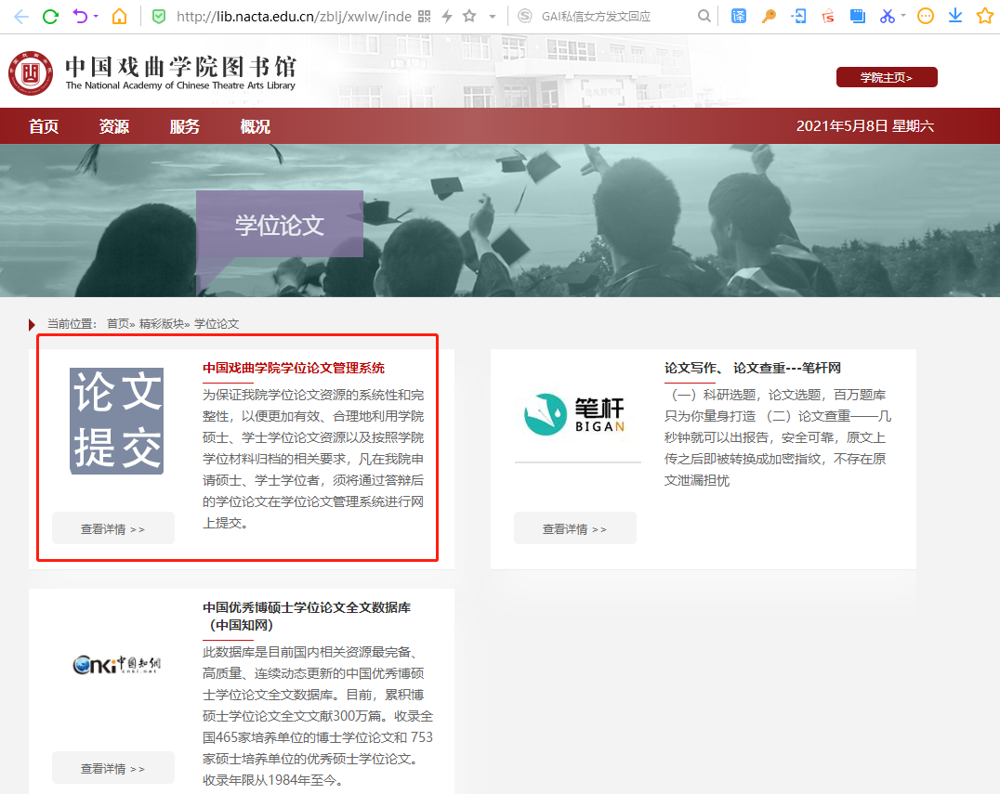 http://lib.nacta.edu.cn/zblj/xwlw/inde
GAI私信女方发文回应
译
中国戏曲学院图书馆
The National Academy of Chinese Theatre Arts Library
学院主页>
首页 资源 服务 概况
2021年5月8日 星期六
学位论文
当前位置： 首页» 精彩版块» 学位论文
论文
提交
查看详情 >>
中国戏曲学院学位论文管理系统
为保证我院学位论文资源的系统性和完
整性，以便更加有效、合理地利用学院
硕士、学士学位论文资源以及按照学院
学位材料归档的相关要求，凡在我院申
请硕士、学士学位者，须将通过答辩后
的学位论文在学位论文管理系统进行网
上提交。
笔杆
BIGAN
查看详情 >>
论文写作、 论文查重---笔杆网
（一）科研选题，论文选题，百万题库
只为你量身打造 （二）论文查重——几
秒钟就可以出报告，安全可靠，原文上
传之后即被转换成加密指纹，不存在原
文泄漏担忧
cnki中国知网
cnki.net
查看详情 >>
中国优秀博硕士学位论文全文数据库
（中国知网）
此数据库是目前国内相关资源最完备、
高质量、连续动态更新的中国优秀博硕
士学位论文全文数据库。目前，累积博
硕士学位论文全文文献300万篇。收录全
国465家培养单位的博士学位论文和 753
家硕士培养单位的优秀硕士学位论文。
收录年限从1984年至今。